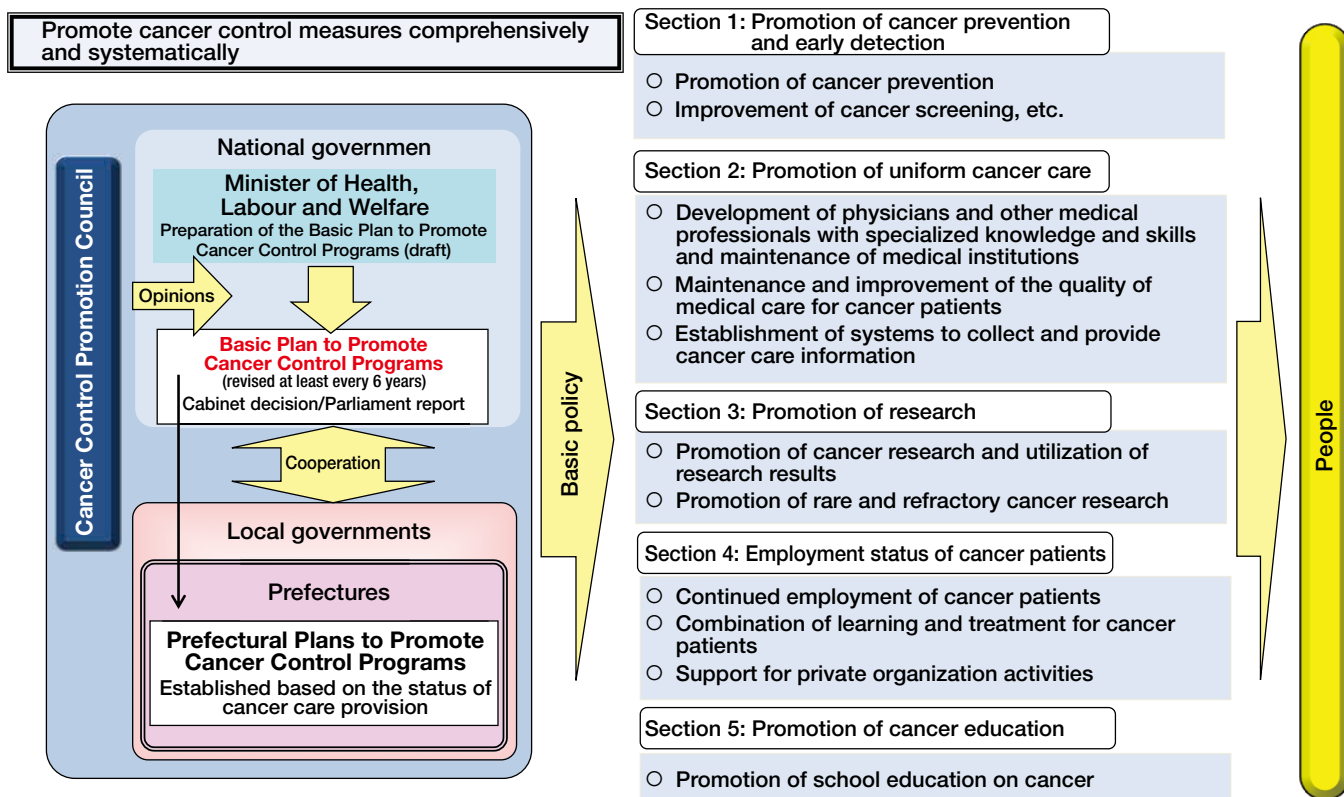 Promote cancer control measures comprehensively
and systematically
Cancer Control Promotion Council
National governmen
Minister of Health,
Labour and Welfare
Preparation of the Basic Plan to Promote
Cancer Control Programs (draft)
Opinions
Basic Plan to Promote
Cancer Control Programs
(revised at least every 6 years)
Cabinet decision/Parliament report
Cooperation
Local governments
Prefectures
Prefectural Plans to Promote
Cancer Control Programs
Established based on the status of
cancer care provision
Basic policy
Section 1: Promotion of cancer prevention
and early detection
○ Promotion of cancer prevention
○ Improvement of cancer screening, etc.
Section 2: Promotion of uniform cancer care
○ Development of physicians and other medical
professionals with specialized knowledge and skills
and maintenance of medical institutions
○ Maintenance and improvement of the quality of
medical care for cancer patients
○ Establishment of systems to collect and provide
cancer care information
Section 3: Promotion of research
○ Promotion of cancer research and utilization of
research results
○ Promotion of rare and refractory cancer research
Section 4: Employment status of cancer patients
○ Continued employment of cancer patients
○ Combination of learning and treatment for cancer
patients
○ Support for private organization activities
Section 5: Promotion of cancer education
○ Promotion of school education on cancer
People